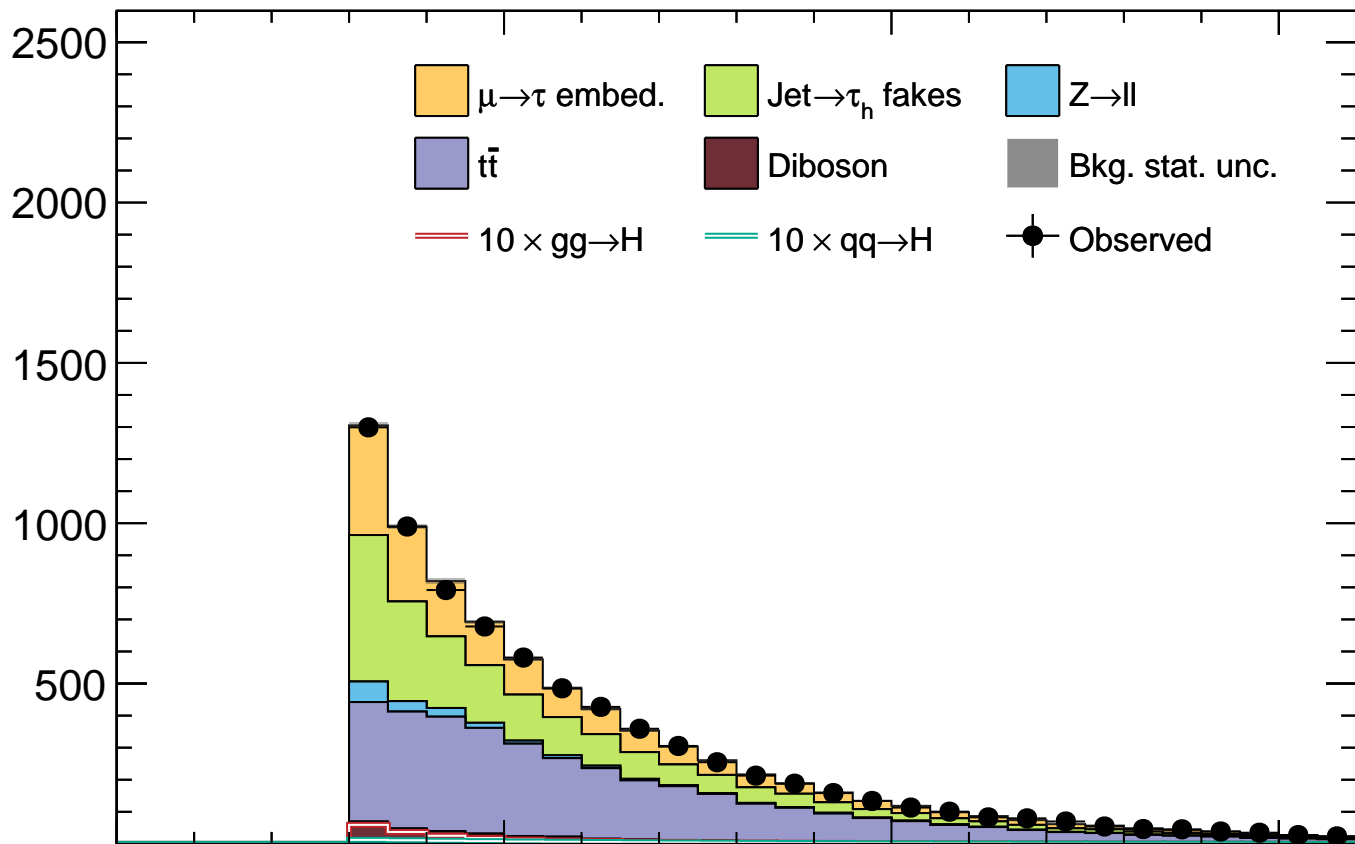 2500
μ→τ embed. Jet→τh fakes Z→ll
tt̄ Diboson Bkg. stat. unc.
2000
10 × gg→H 10 × qq→H Observed
1500
1000
500